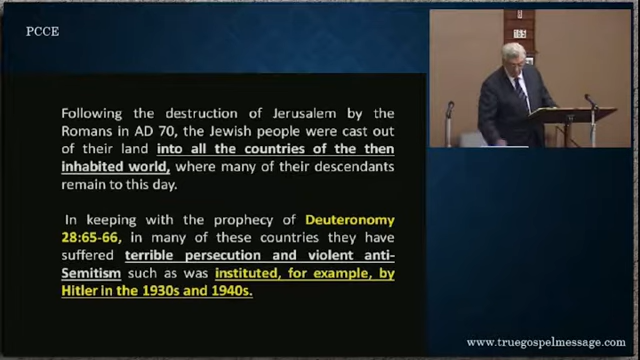 PCCE
Following the destruction of Jerusalem by the
Romans in AD 70, the Jewish people were cast out
of their land into all the countries of the then
inhabited world, where many of their descendants
remain to this day.
In keeping with the prophecy of Deuteronomy
28:65-66, in many of these countries they have
suffered terrible persecution and violent anti-
Semitism such as was instituted, for example, by
Hitler in the 1930s and 1940s.
www.truegospelmessage.com